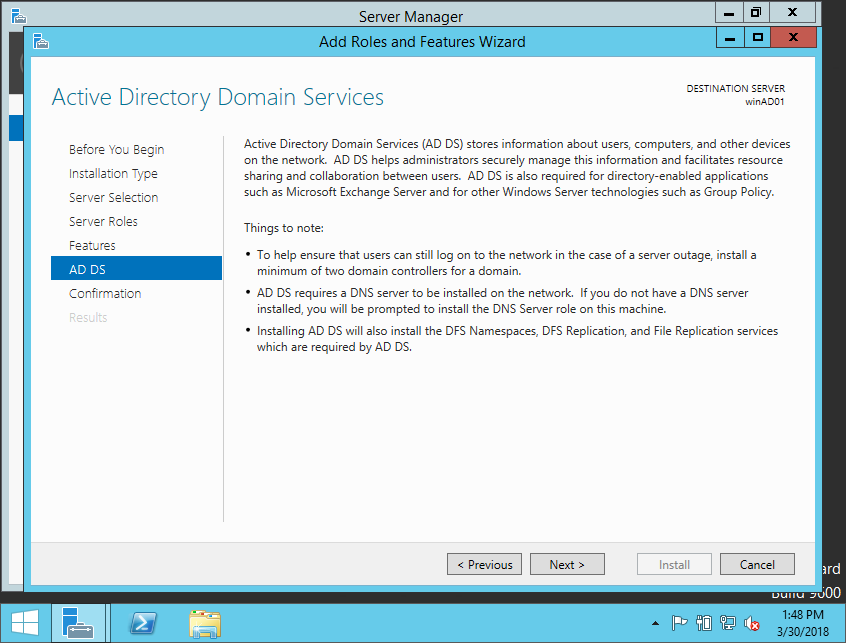 Server Manager
Add Roles and Features Wizard
Active Directory Domain Services
DESTINATION SERVER
winAD01
Before You Begin
Installation Type
Server Selection
Server Roles
Features
AD DS
Confirmation
Results
Active Directory Domain Services (AD DS) stores information about users, computers, and other devices
on the network.  AD DS helps administrators securely manage this information and facilitates resource
sharing and collaboration between users.  AD DS is also required for directory-enabled applications
such as Microsoft Exchange Server and for other Windows Server technologies such as Group Policy.
Things to note:
• To help ensure that users can still log on to the network in the case of a server outage, install a
minimum of two domain controllers for a domain.
• AD DS requires a DNS server to be installed on the network.  If you do not have a DNS server
installed, you will be prompted to install the DNS Server role on this machine.
• Installing AD DS will also install the DFS Namespaces, DFS Replication, and File Replication services
which are required by AD DS.
< Previous
Next >
Install
Cancel
ard
Build 9600
1:48 PM
3/30/2018